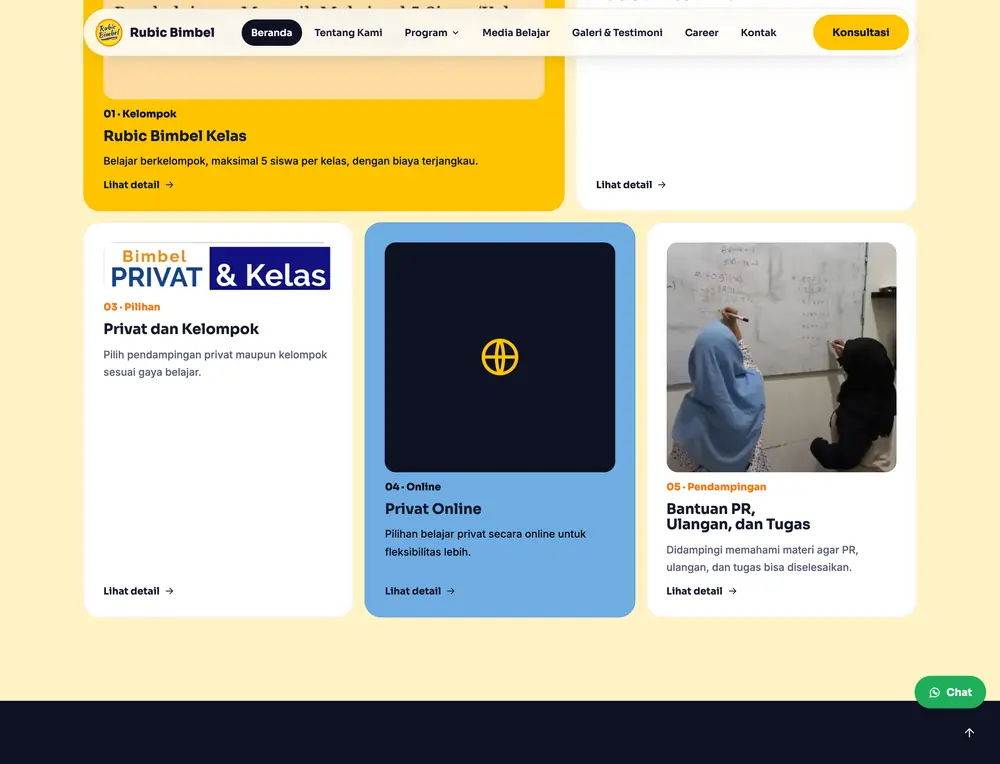 Rubic Bimbel
Rubic Bimbel
Beranda
Tentang Kami
Program
Media Belajar
Galeri & Testimoni
Career
Kontak
Konsultasi
01 · Kelompok
Rubic Bimbel Kelas
Belajar berkelompok, maksimal 5 siswa per kelas, dengan biaya terjangkau.
Lihat detail →
Lihat detail →
Bimbel
PRIVAT & Kelas
03 · Pilihan
Privat dan Kelompok
Pilih pendampingan privat maupun kelompok
sesuai gaya belajar.
Lihat detail →
04 · Online
Privat Online
Pilihan belajar privat secara online untuk
fleksibilitas lebih.
Lihat detail →
05 · Pendampingan
Bantuan PR,
Ulangan, dan Tugas
Didampingi memahami materi agar PR,
ulangan, dan tugas bisa diselesaikan.
Lihat detail →
Chat